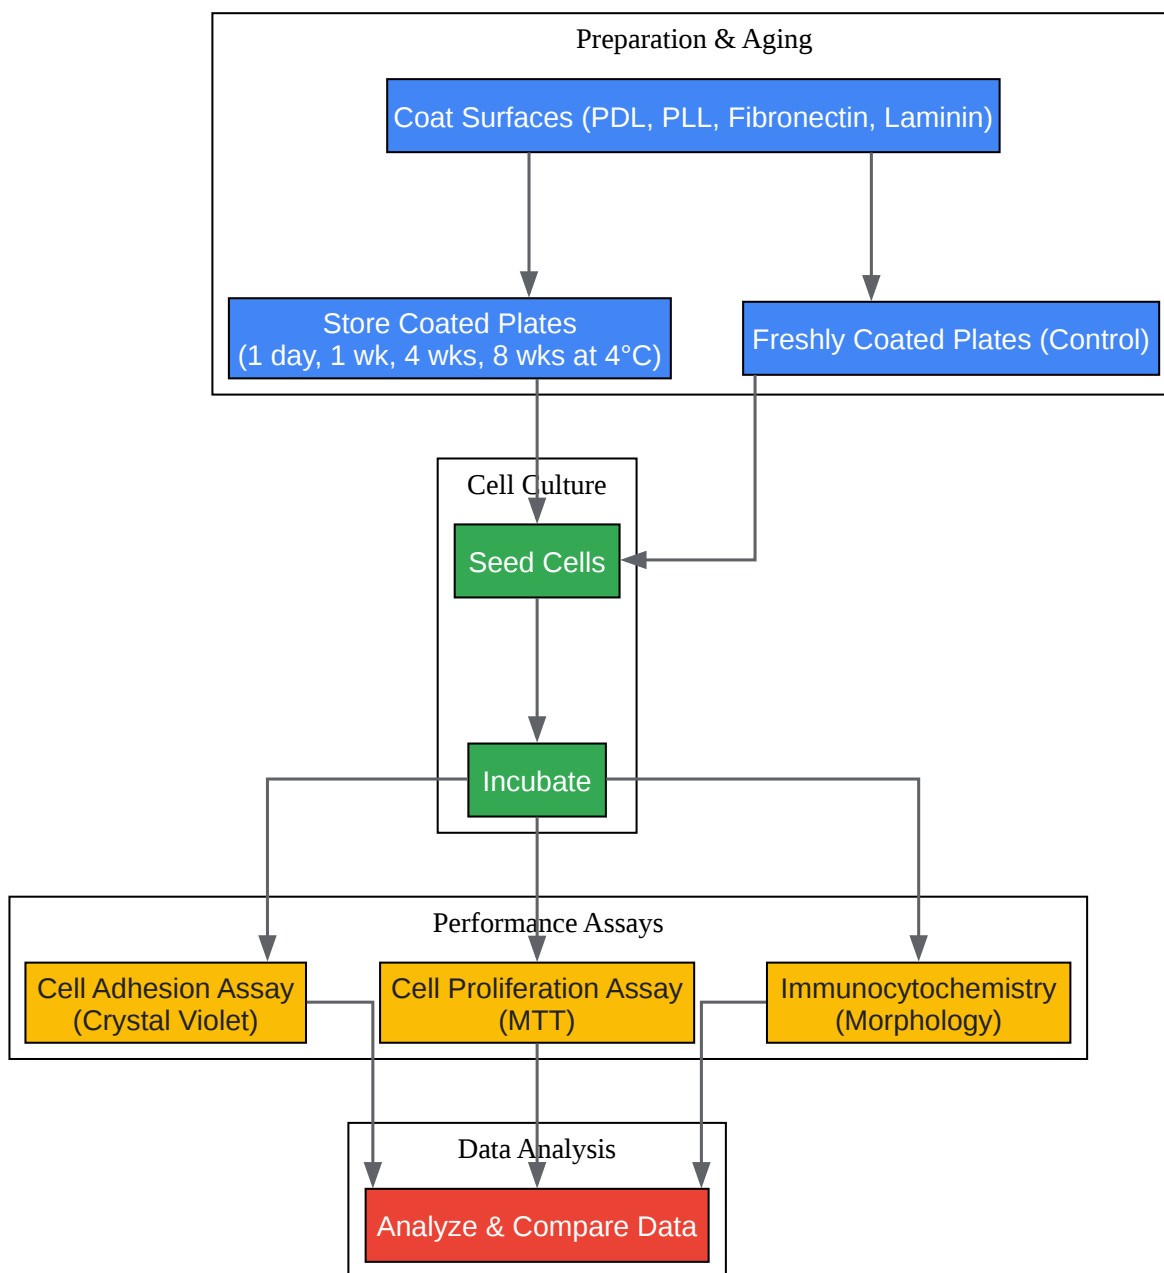 Preparation & Aging
Coat Surfaces (PDL, PLL, Fibronectin, Laminin)
Store Coated Plates
(1 day, 1 wk, 4 wks, 8 wks at 4°C)
Freshly Coated Plates (Control)
Cell Culture
Seed Cells
Incubate
Performance Assays
Cell Adhesion Assay
(Crystal Violet)
Cell Proliferation Assay
(MTT)
Immunocytochemistry
(Morphology)
Data Analysis
Analyze & Compare Data